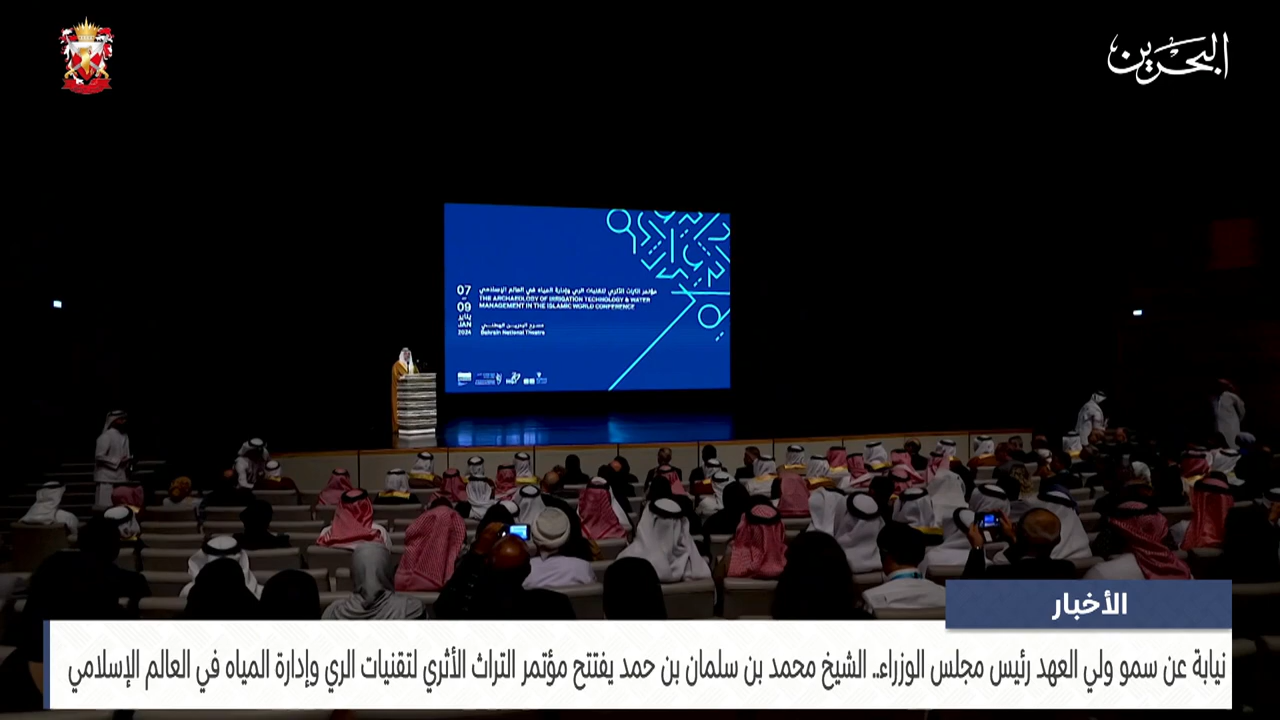 البحرين
07
09
يناير
JAN
2024
مؤتمر التراث الأثري لتقنيات الري وإدارة المياه في العالم الإسلامي
THE ARCHAEOLOGY OF IRRIGATION TECHNOLOGY & WATER
MANAGEMENT IN THE ISLAMIC WORLD CONFERENCE
مسرح البحرين الوطني
Bahrain National Theatre
الأخبار
نيابة عن سمو ولي العهد رئيس مجلس الوزراء.. الشيخ محمد بن سلمان بن حمد يفتتح مؤتمر التراث الأثري لتقنيات الري وإدارة المياه في العالم الإسلامي